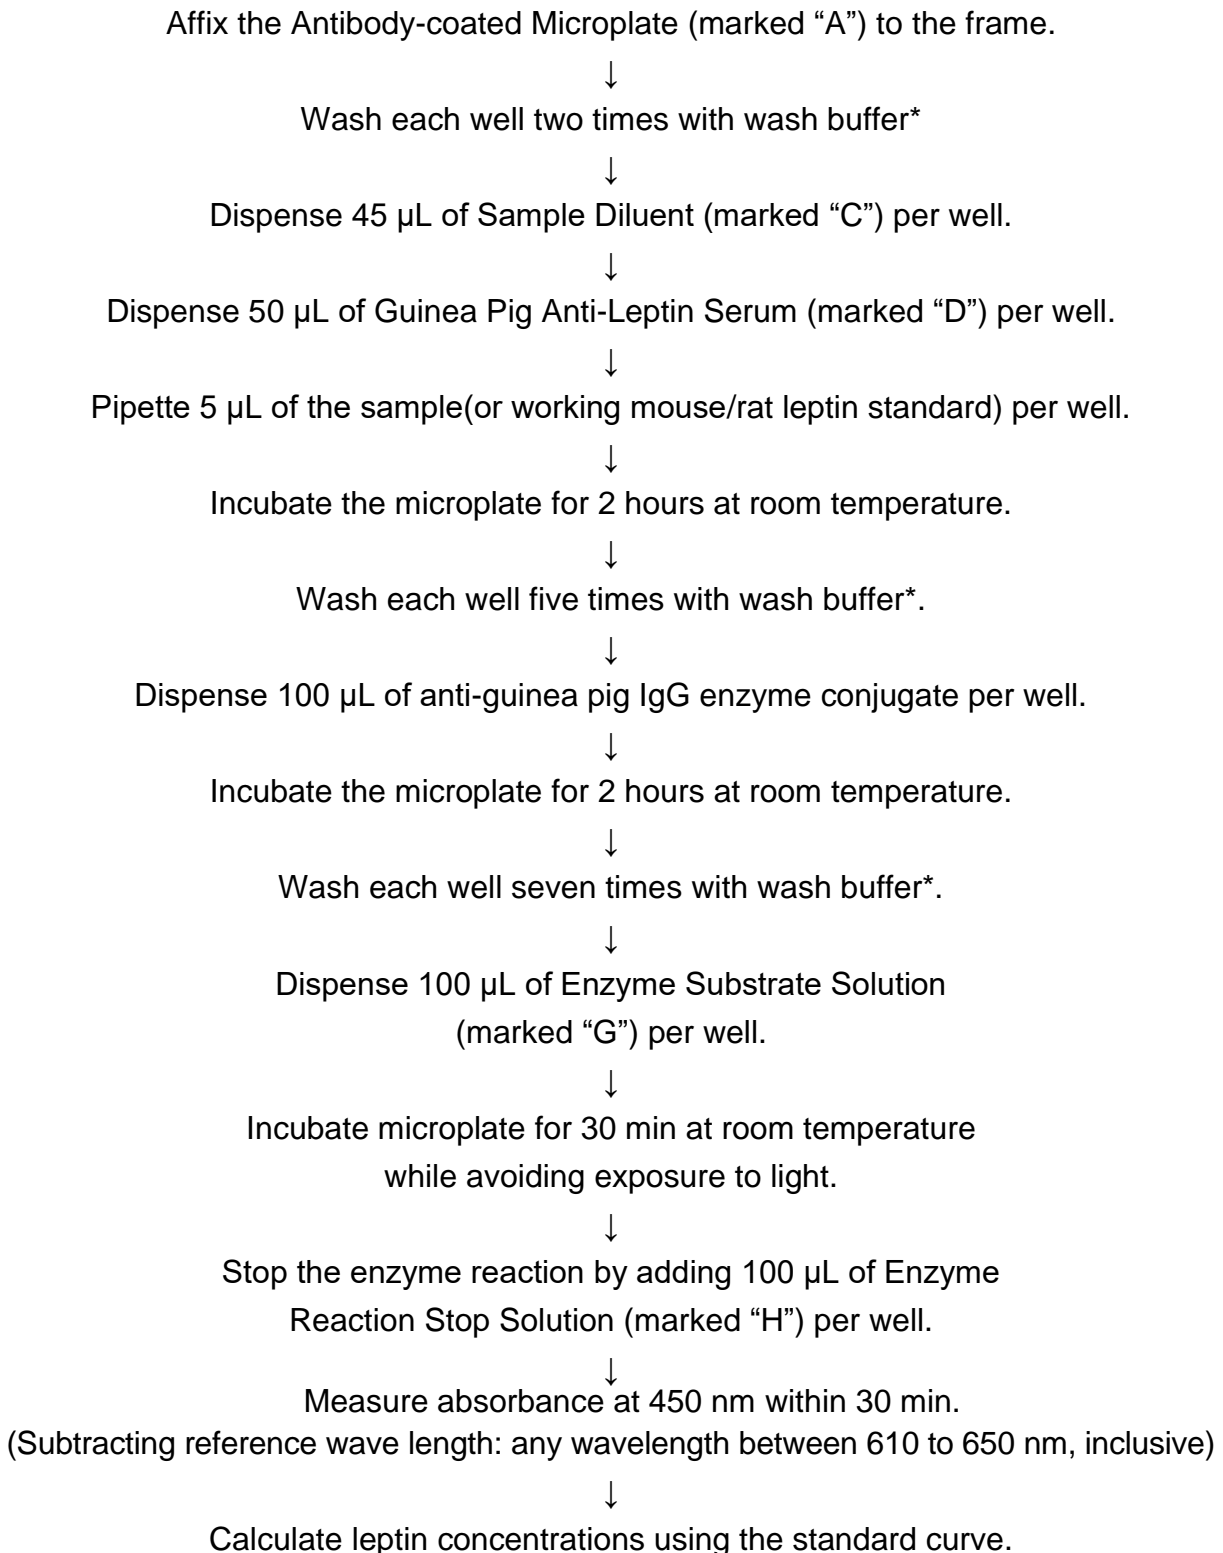 Affix the Antibody-coated Microplate (marked “A”) to the frame.
↓
Wash each well two times with wash buffer*
↓
Dispense 45 µL of Sample Diluent (marked “C”) per well.
↓
Dispense 50 µL of Guinea Pig Anti-Leptin Serum (marked “D”) per well.
↓
Pipette 5 µL of the sample(or working mouse/rat leptin standard) per well.
↓
Incubate the microplate for 2 hours at room temperature.
↓
Wash each well five times with wash buffer*.
↓
Dispense 100 µL of anti-guinea pig IgG enzyme conjugate per well.
↓
Incubate the microplate for 2 hours at room temperature.
↓
Wash each well seven times with wash buffer*.
↓
Dispense 100 µL of Enzyme Substrate Solution
(marked “G”) per well.
↓
Incubate microplate for 30 min at room temperature
while avoiding exposure to light.
↓
Stop the enzyme reaction by adding 100 µL of Enzyme
Reaction Stop Solution (marked “H”) per well.
↓
Measure absorbance at 450 nm within 30 min.
(Subtracting reference wave length: any wavelength between 610 to 650 nm, inclusive)
↓
Calculate leptin concentrations using the standard curve.